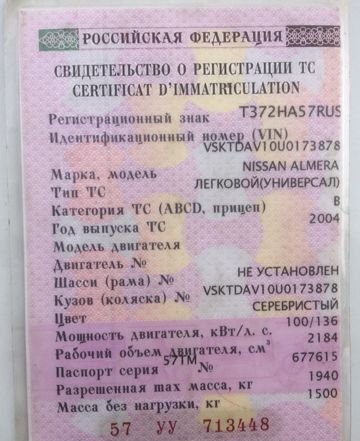 РОССИЙСКАЯ ФЕДЕРАЦИЯ
СВИДЕТЕЛЬСТВО О РЕГИСТРАЦИИ ТС
CERTIFICAT D'IMMATRICULATION
Регистрационный знак Т372НА57RUS
Идентификационный номер (VIN)
VSKTDAV10U0173878
Марка, модель NISSAN ALMERA
Тип ТС ЛЕГКОВОЙ(УНИВЕРСАЛ)
Категория ТС (ABCD, прицеп) B
Год выпуска ТС 2004
Модель двигателя
Двигатель №
Шасси (рама) № НЕ УСТАНОВЛЕН
Кузов (коляска) № VSKTDAV10U0173878
Цвет СЕРЕБРИСТЫЙ
Мощность двигателя, кВт/л. с. 100/136
Рабочий объем двигателя, см³ 2184
Паспорт серия 57ТМ № 677615
Разрешенная max масса, кг 1940
Масса без нагрузки, кг 1500
57 УУ 713448